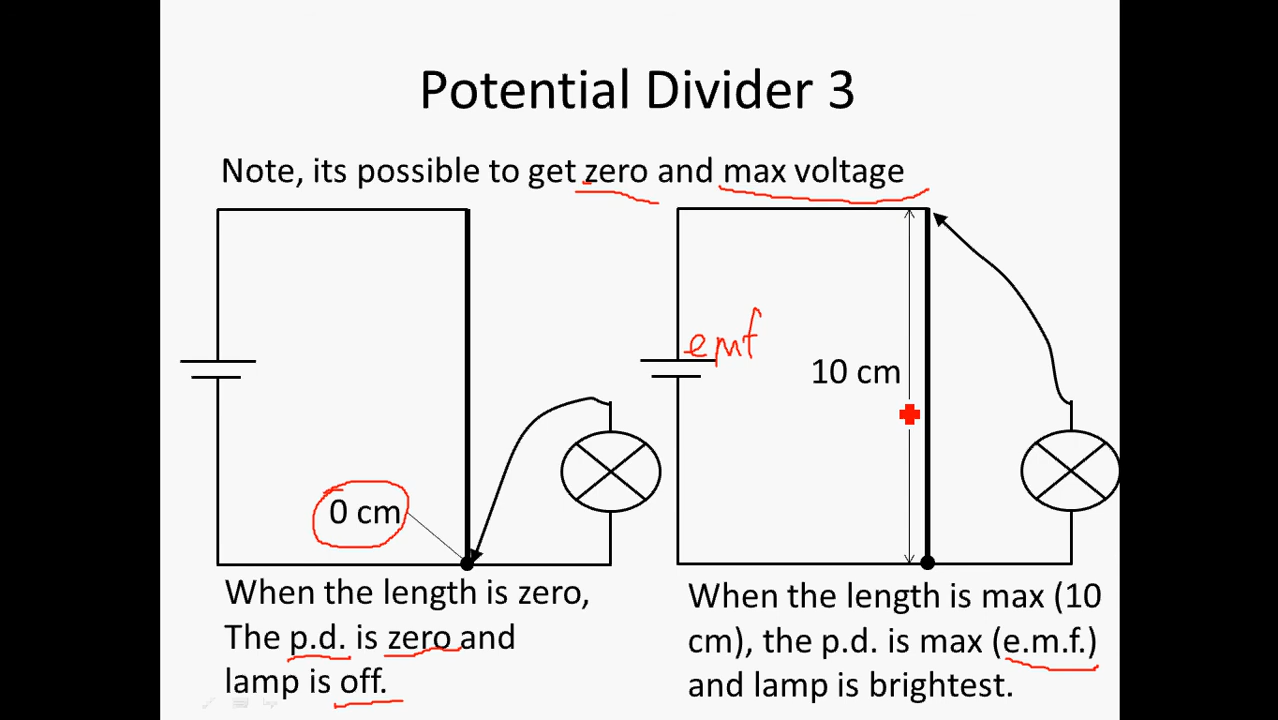 Potential Divider 3
Note, its possible to get zero and max voltage
emf
10 cm
0 cm
When the length is zero,
The p.d. is zero and
lamp is off.
When the length is max (10
cm), the p.d. is max (e.m.f.)
and lamp is brightest.